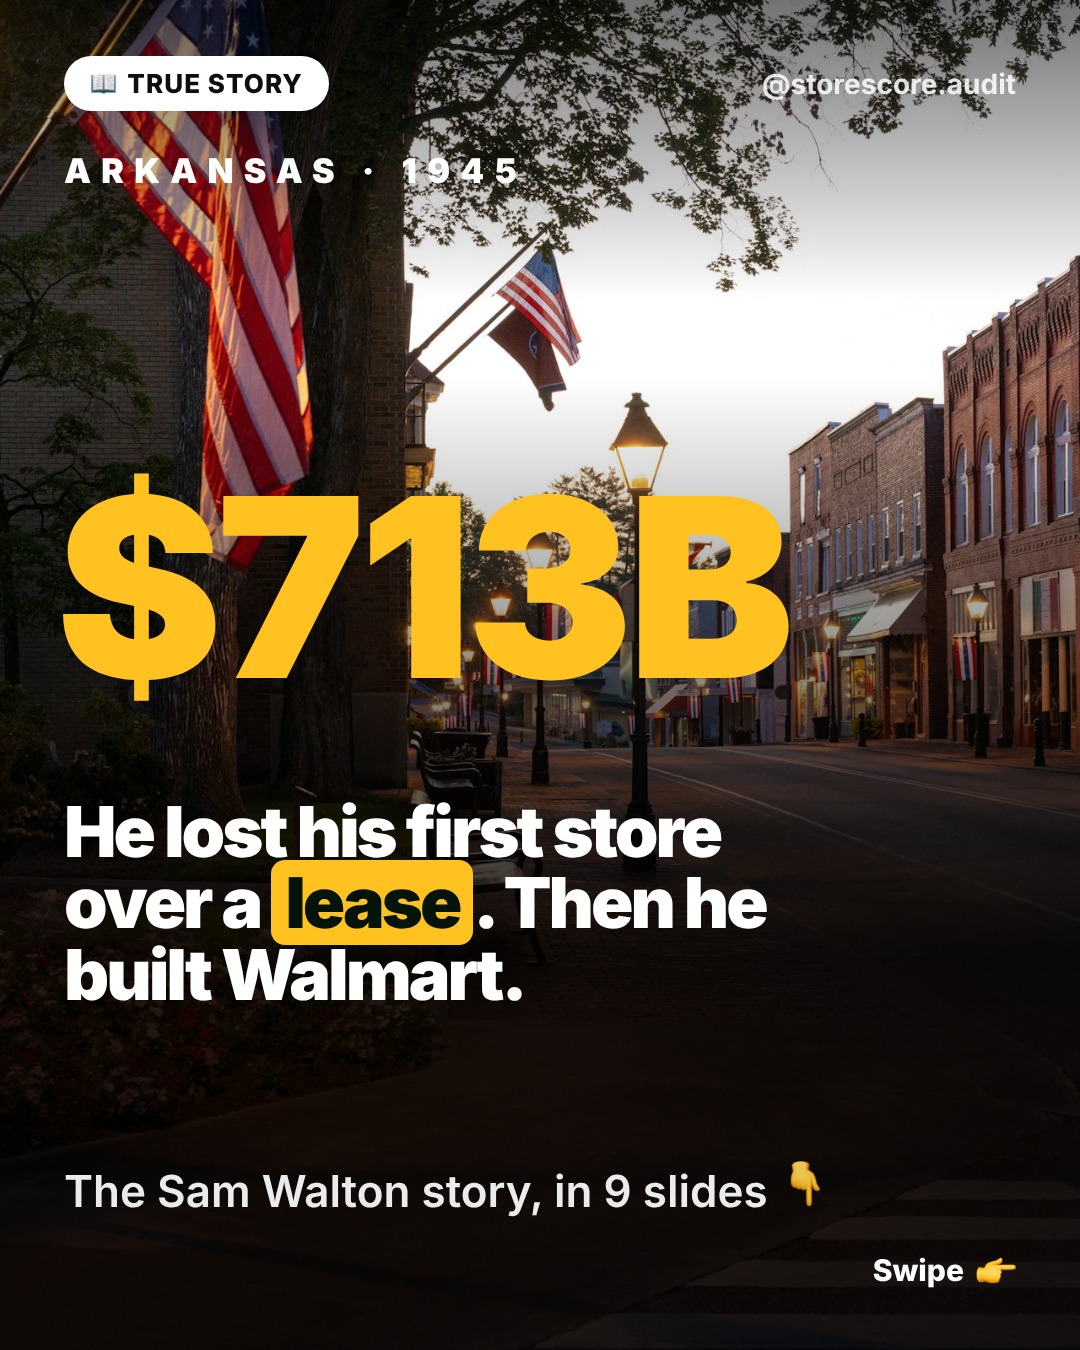 📖 TRUE STORY
@storescore.audit
ARKANSAS · 1945
$713B
He lost his first store
over a lease. Then he
built Walmart.
The Sam Walton story, in 9 slides 👇
Swipe 👉